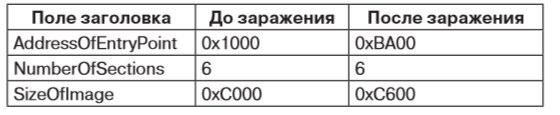 Поле заголовка До заражения После заражения
AddressOfEntryPoint 0x1000 0xBA00
NumberOfSections 6 6
SizeOfImage 0xC000 0xC600